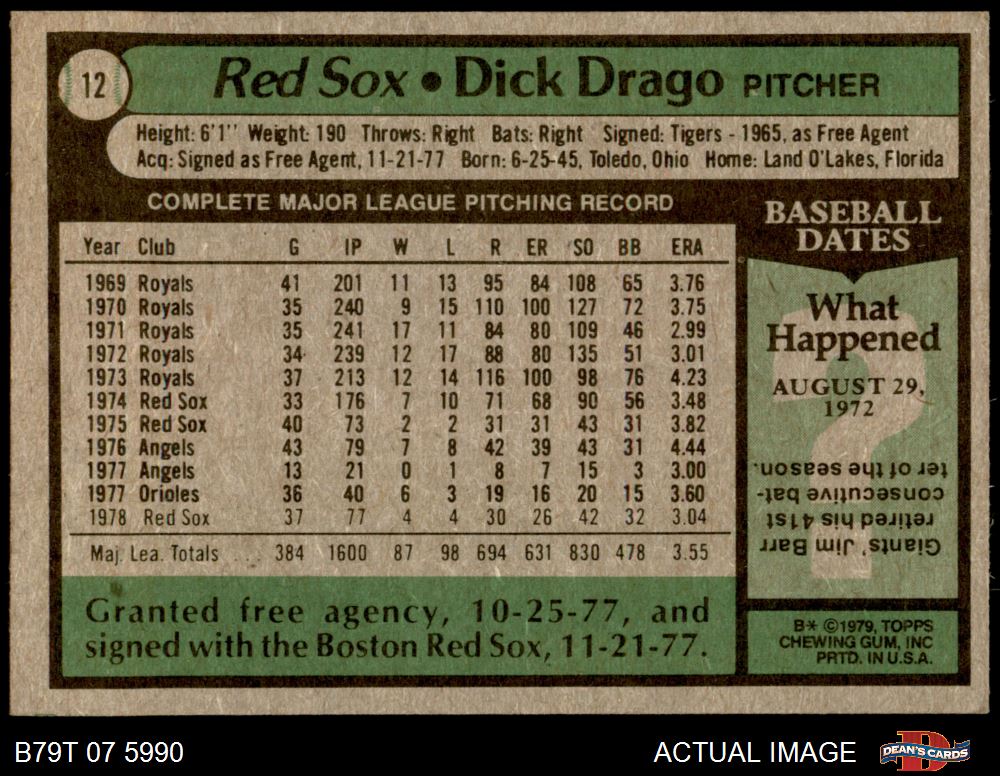 12
Red Sox • Dick Drago PITCHER
Height: 6'1" Weight: 190 Throws: Right Bats: Right Signed: Tigers - 1965, as Free Agent
Acq: Signed as Free Agent, 11-21-77 Born: 6-25-45, Toledo, Ohio Home: Land O'Lakes, Florida
COMPLETE MAJOR LEAGUE PITCHING RECORD
Year Club G IP W L R ER SO BB ERA
1969 Royals 41 201 11 13 95 84 108 65 3.76
1970 Royals 35 240 9 15 110 100 127 72 3.75
1971 Royals 35 241 17 11 84 80 109 46 2.99
1972 Royals 34 239 12 17 88 80 135 51 3.01
1973 Royals 37 213 12 14 116 100 98 76 4.23
1974 Red Sox 33 176 7 10 71 68 90 56 3.48
1975 Red Sox 40 73 2 2 31 31 43 31 3.82
1976 Angels 43 79 7 8 42 39 43 31 4.44
1977 Angels 13 21 0 1 8 7 15 3 3.00
1977 Orioles 36 40 6 3 19 16 20 15 3.60
1978 Red Sox 37 77 4 4 30 26 42 32 3.04
Maj. Lea. Totals ... 384 1600 87 98 694 631 830 478 3.55
Granted free agency, 10-25-77, and
signed with the Boston Red Sox, 11-21-77.
BASEBALL
DATES
What
Happened
AUGUST 29,
1972
Giants' Jim Barr
retired his 41st
consecutive bat-
ter of the season.
B* ©1979, TOPPS
CHEWING GUM, INC
PRTD. IN U.S.A.
B79T 07 5990
ACTUAL IMAGE
DEAN'S CARDS